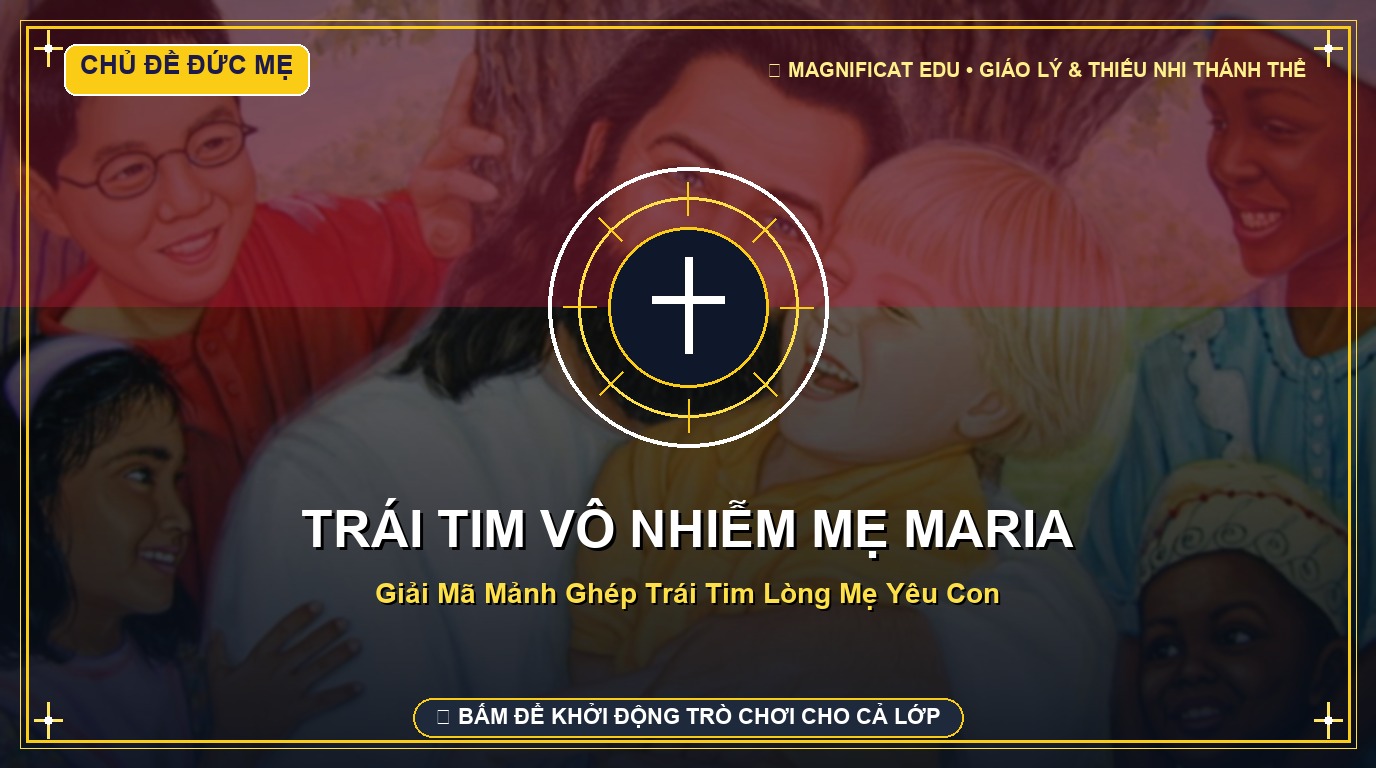 CHỦ ĐỀ ĐỨC MẸ
MAGNIFICAT EDU • GIÁO LÝ & THIẾU NHI THÁNH THỂ
TRÁI TIM VÔ NHIỄM MẸ MARIA
Giải Mã Mảnh Ghép Trái Tim Lòng Mẹ Yêu Con
BẤM ĐỂ KHỞI ĐỘNG TRÒ CHƠI CHO CẢ LỚP